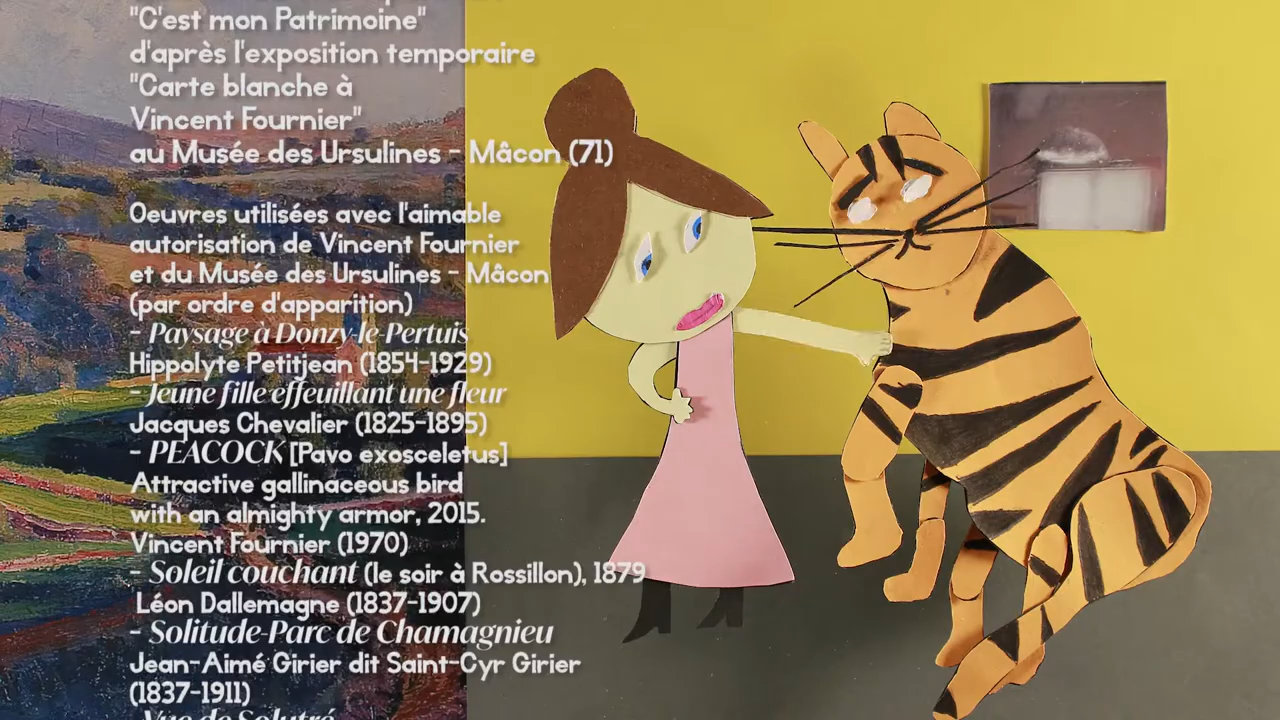 "C'est mon Patrimoine"
d'après l'exposition temporaire
"Carte blanche à
Vincent Fournier"
au Musée des Ursulines - Mâcon (71)
Oeuvres utilisées avec l'aimable
autorisation de Vincent Fournier
et du Musée des Ursulines - Mâcon
(par ordre d'apparition)
- Paysage à Donzy-le-Pertuis
Hippolyte Petitjean (1854-1929)
- Jeune fille effeuillant une fleur
Jacques Chevalier (1825-1895)
- PEACOCK [Pavo exosceletus]
Attractive gallinaceous bird
with an almighty armor, 2015.
Vincent Fournier (1970)
- Soleil couchant (le soir à Rossillon), 1879
Léon Dallemagne (1837-1907)
- Solitude-Parc de Chamagnieu
Jean-Aimé Girier dit Saint-Cyr Girier
(1837-1911)
- Vue de Solutré